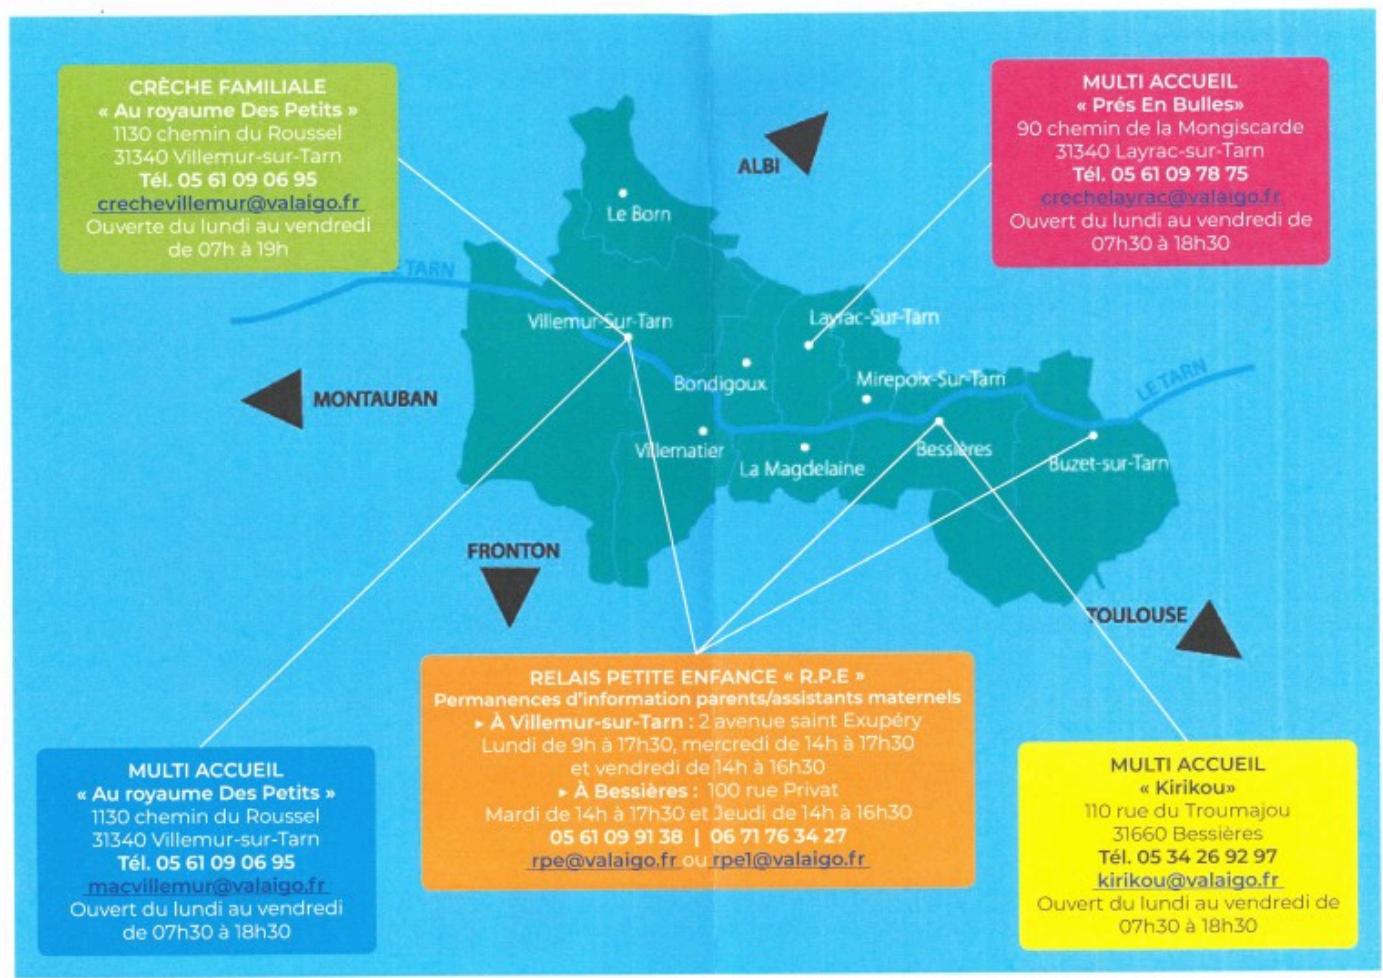 CRÈCHE FAMILIALE
« Au royaume Des Petits »
1130 chemin du Roussel
31340 Villemur-sur-Tarn
Tél. 05 61 09 06 95
crechevillemur@valaigo.fr
Ouverte du lundi au vendredi
de 07h à 19h
MULTI ACCUEIL
« Prés En Bulles»
90 chemin de la Mongiscarde
31340 Layrac-sur-Tarn
Tél. 05 61 09 78 75
crechelayrac@valaigo.fr
Ouvert du lundi au vendredi de
07h30 à 18h30
ALBI
Le Born
LE TARN
Villemur-Sur-Tarn
Layrac-Sur-Tarn
Bondigoux
Mirepoix-Sur-Tarn
LE TARN
MONTAUBAN
Villematier
La Magdelaine
Bessières
Buzet-sur-Tarn
FRONTON
TOULOUSE
RELAIS PETITE ENFANCE « R.P.E »
Permanences d'information parents/assistants maternels
▸ À Villemur-sur-Tarn : 2 avenue saint Exupéry
Lundi de 9h à 17h30, mercredi de 14h à 17h30
et vendredi de 14h à 16h30
▸ À Bessières : 100 rue Privat
Mardi de 14h à 17h30 et Jeudi de 14h à 16h30
05 61 09 91 38 | 06 71 76 34 27
rpe@valaigo.fr ou rpe1@valaigo.fr
MULTI ACCUEIL
« Au royaume Des Petits »
1130 chemin du Roussel
31340 Villemur-sur-Tarn
Tél. 05 61 09 06 95
macvillemur@valaigo.fr
Ouvert du lundi au vendredi
de 07h30 à 18h30
MULTI ACCUEIL
« Kirikou»
110 rue du Troumajou
31660 Bessières
Tél. 05 34 26 92 97
kirikou@valaigo.fr
Ouvert du lundi au vendredi de
07h30 à 18h30